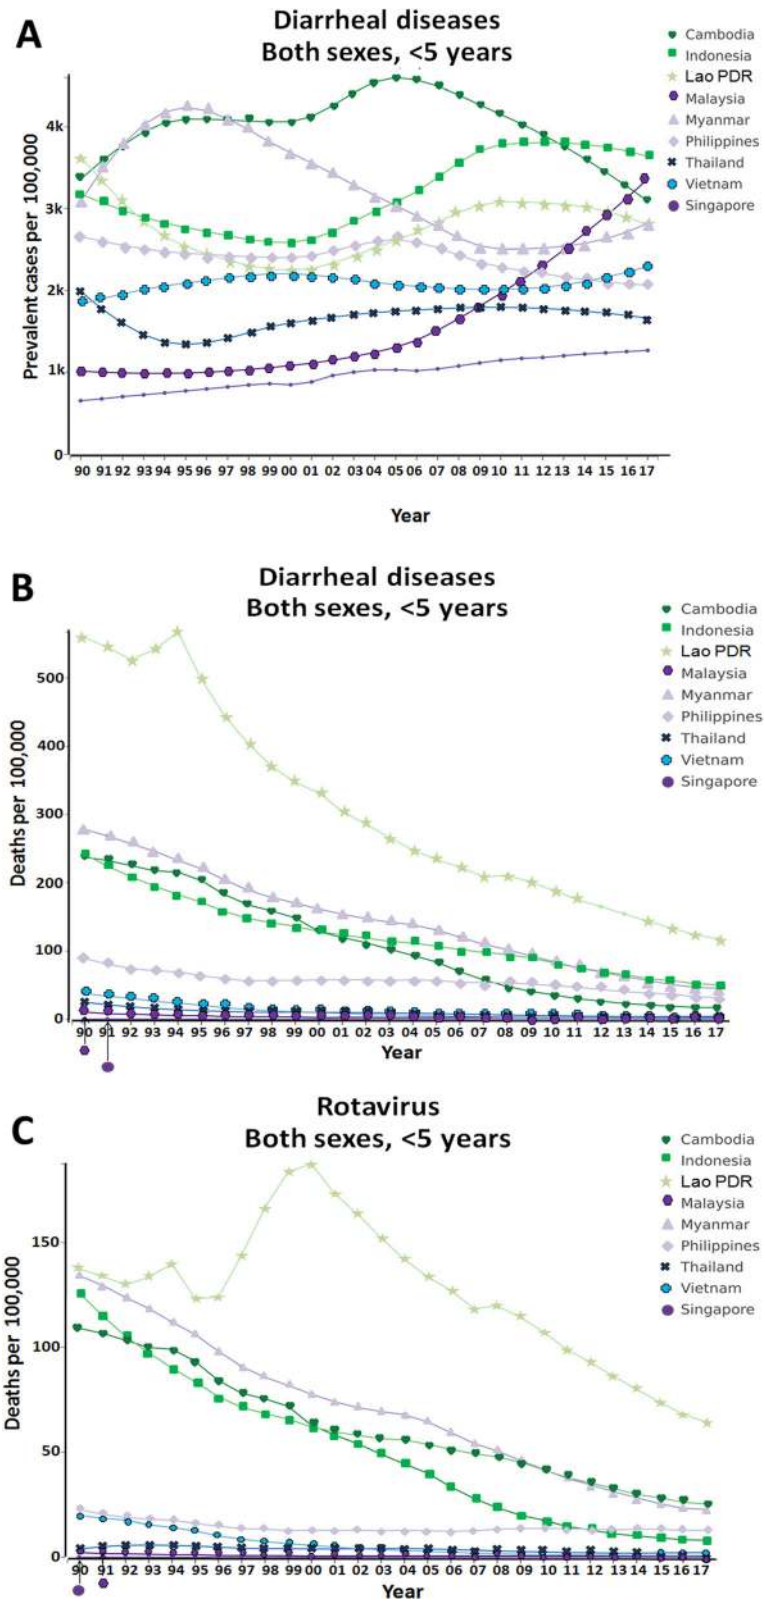 A
Diarrheal diseases
Both sexes, <5 years
Cambodia
Indonesia
Lao PDR
Malaysia
Myanmar
Philippines
Thailand
Vietnam
Singapore
Prevalent cases per 100,000
4k
3k
2k
1k
0
90 91 92 93 94 95 96 97 98 99 00 01 02 03 04 05 06 07 08 09 10 11 12 13 14 15 16 17
Year
B
Diarrheal diseases
Both sexes, <5 years
Cambodia
Indonesia
Lao PDR
Malaysia
Myanmar
Philippines
Thailand
Vietnam
Singapore
Deaths per 100,000
500
400
300
200
100
0
90 91 92 93 94 95 96 97 98 99 00 01 02 03 04 05 06 07 08 09 10 11 12 13 14 15 16 17
Year
C
Rotavirus
Both sexes, <5 years
Cambodia
Indonesia
Lao PDR
Malaysia
Myanmar
Philippines
Thailand
Vietnam
Singapore
Deaths per 100,000
150
100
50
0
90 91 92 93 94 95 96 97 98 99 00 01 02 03 04 05 06 07 08 09 10 11 12 13 14 15 16 17
Year